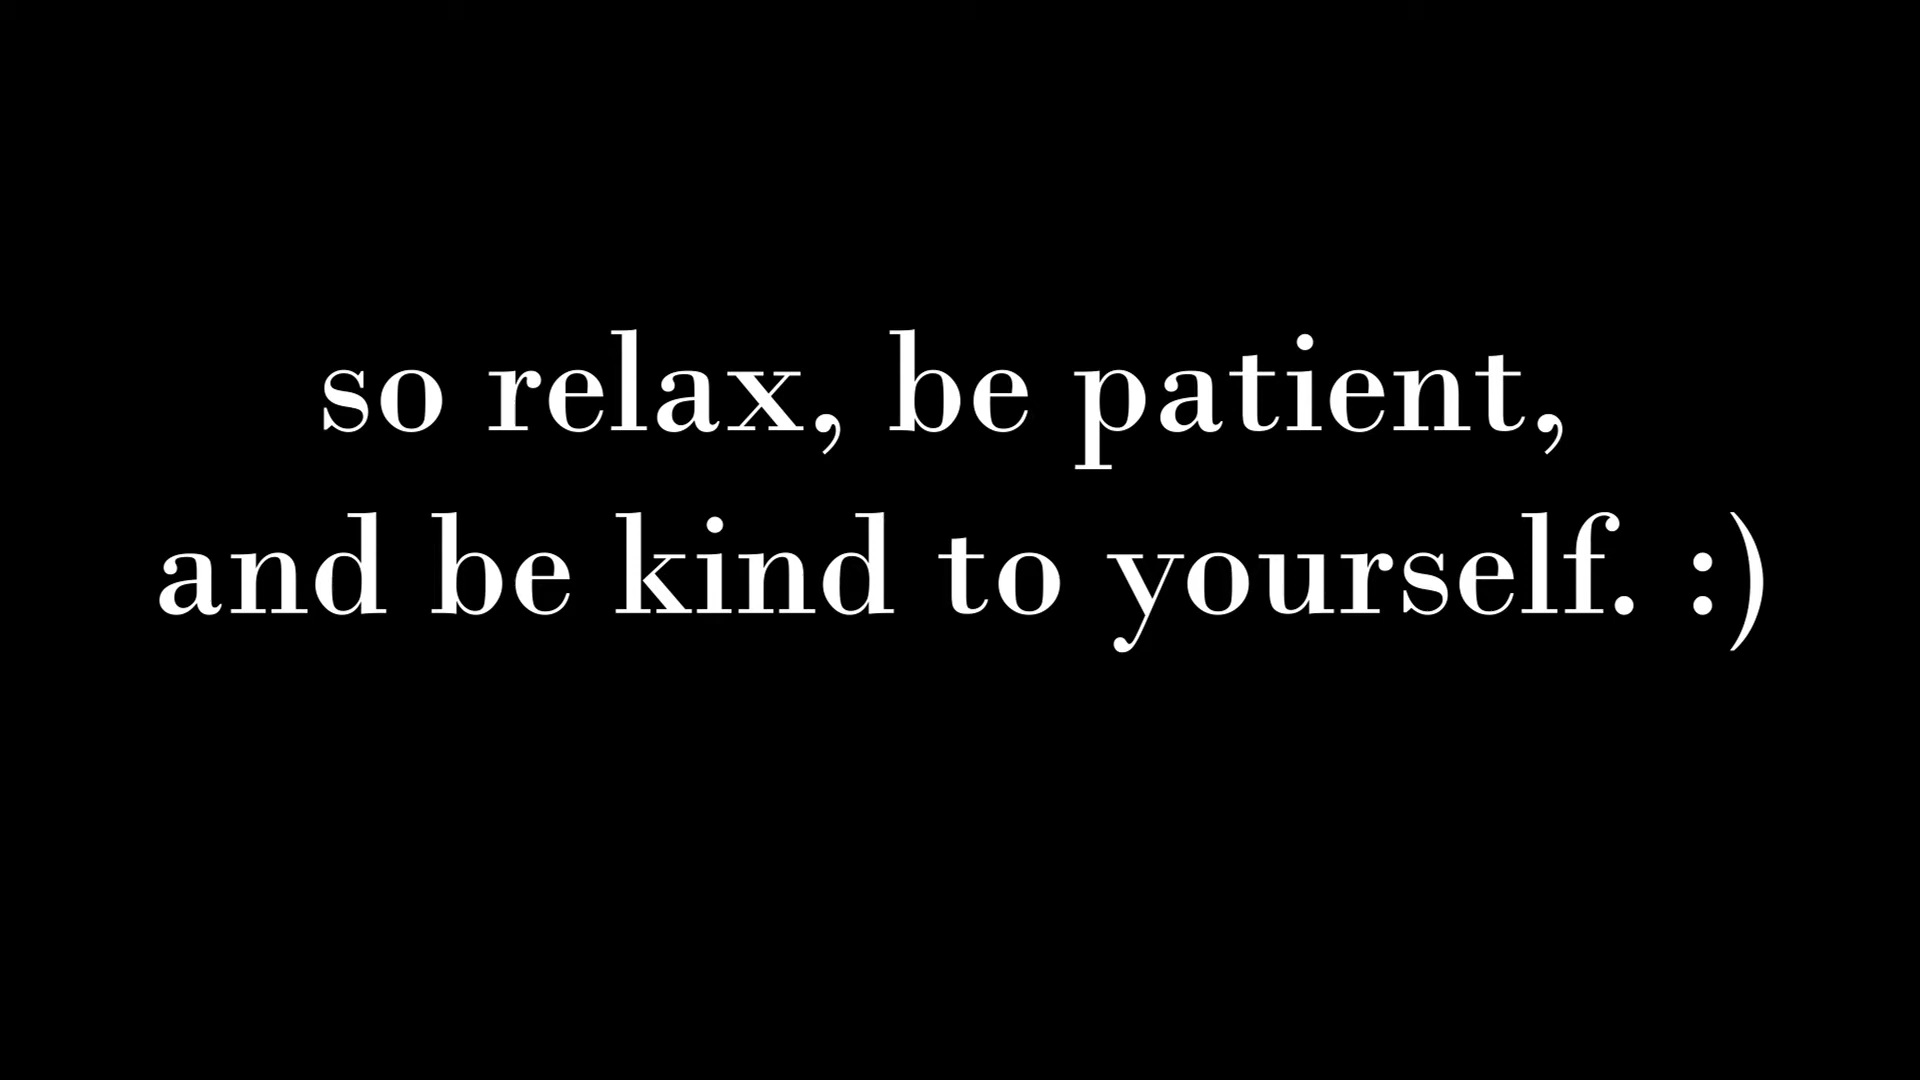 so relax, be patient,
and be kind to yourself. :)